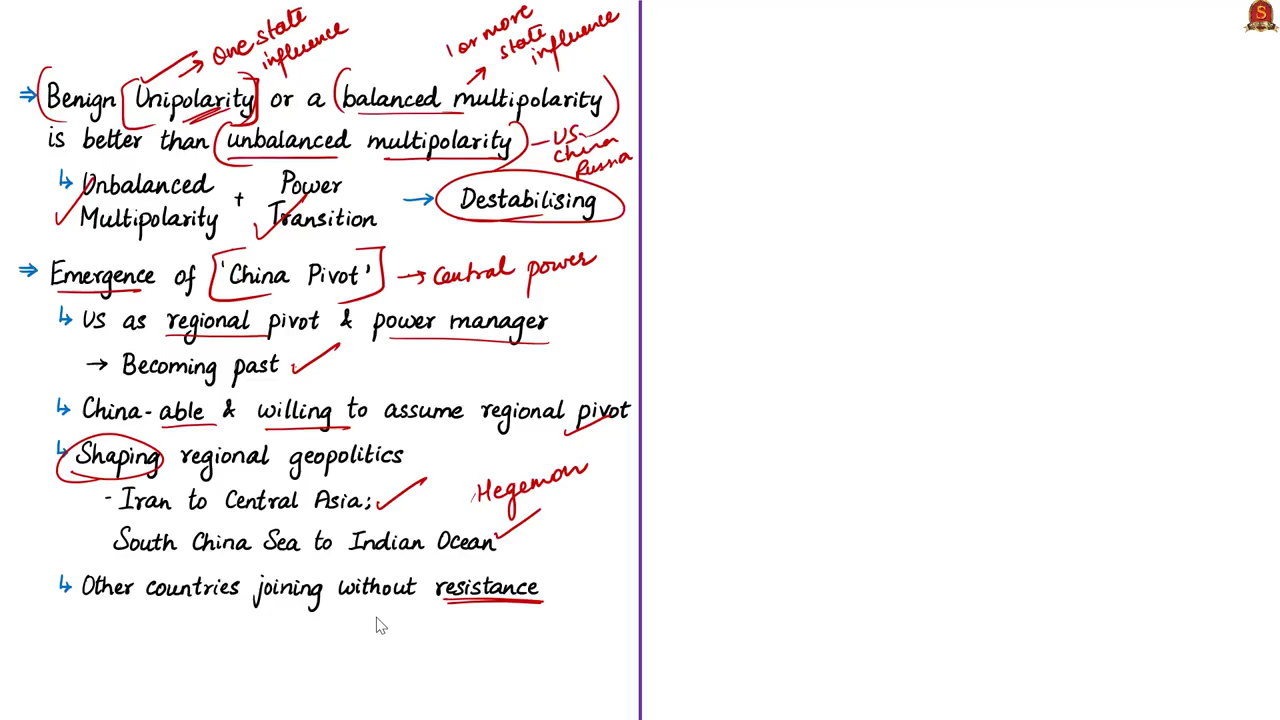 One state
influence
1 or more
state
influence
⇒ Benign Unipolarity or a (balanced multipolarity)
is better than (unbalanced multipolarity) – US
China
Russia
↳ Unbalanced Multipolarity + Power Transition → Destabilising
⇒ Emergence of ['China Pivot'] → Central power
↳ US as regional pivot & power manager
→ Becoming past
↳ China - able & willing to assume regional pivot
↳ Shaping regional geopolitics
Hegemon
- Iran to Central Asia;
South China Sea to Indian Ocean
↳ Other countries joining without resistance
S